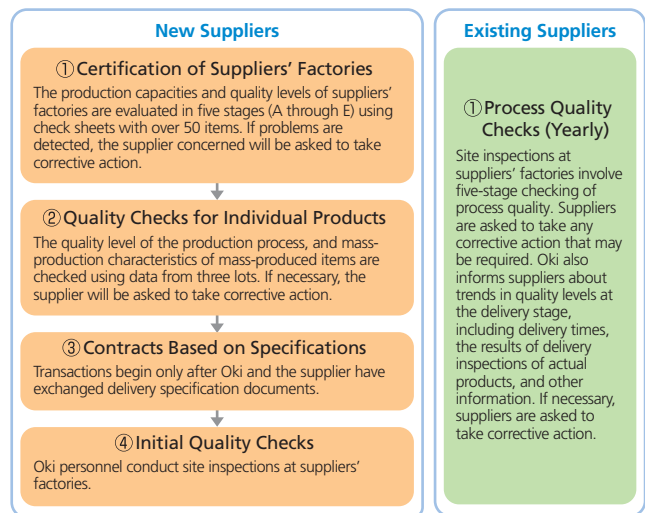 New Suppliers
①Certification of Suppliers’ Factories
The production capacities and quality levels of suppliers’
factories are evaluated in five stages (A through E) using
check sheets with over 50 items. If problems are
detected, the supplier concerned will be asked to take
corrective action.
②Quality Checks for Individual Products
The quality level of the production process, and mass-
production characteristics of mass-produced items are
checked using data from three lots. If necessary, the
supplier will be asked to take corrective action.
③Contracts Based on Specifications
Transactions begin only after Oki and the supplier have
exchanged delivery specification documents.
④Initial Quality Checks
Oki personnel conduct site inspections at suppliers’
factories.
Existing Suppliers
①Process Quality
Checks (Yearly)
Site inspections at
suppliers’ factories involve
five-stage checking of
process quality. Suppliers
are asked to take any
corrective action that may
be required. Oki also
informs suppliers about
trends in quality levels at
the delivery stage,
including delivery times,
the results of delivery
inspections of actual
products, and other
information. If necessary,
suppliers are asked to
take corrective action.